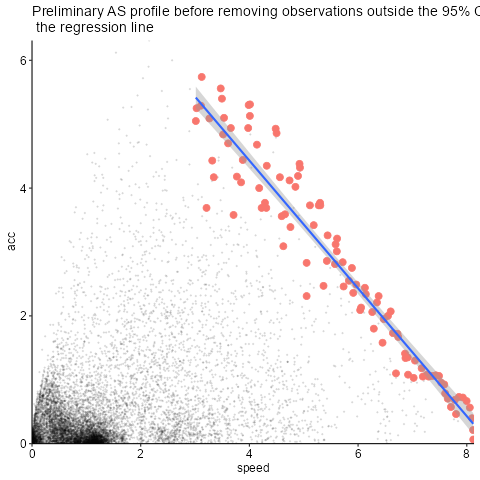 Preliminary AS profile before removing observations outside the 95% C
the regression line
6
4
2
0
acc
0 2 4 6 8
speed